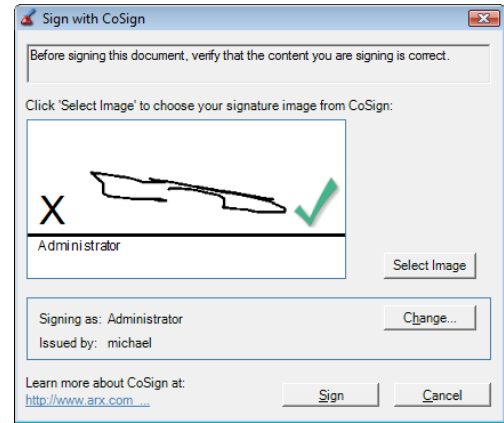 Sign with CoSign
Before signing this document, verify that the content you are signing is correct.
Click 'Select Image' to choose your signature image from CoSign:
X
Administrator
Select Image
Signing as: Administrator
Change...
Issued by: michael
Learn more about CoSign at:
http://www.arx.com ...
Sign
Cancel